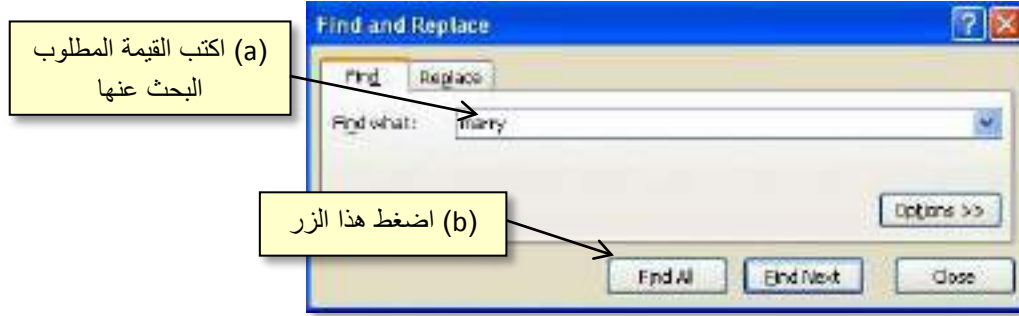 Find and Replace
(a) اكتب القيمة المطلوب
البحث عنها
Find Replace
Find what: marry
Options >>
(b) اضغط هذا الزر
Find All Find Next Close